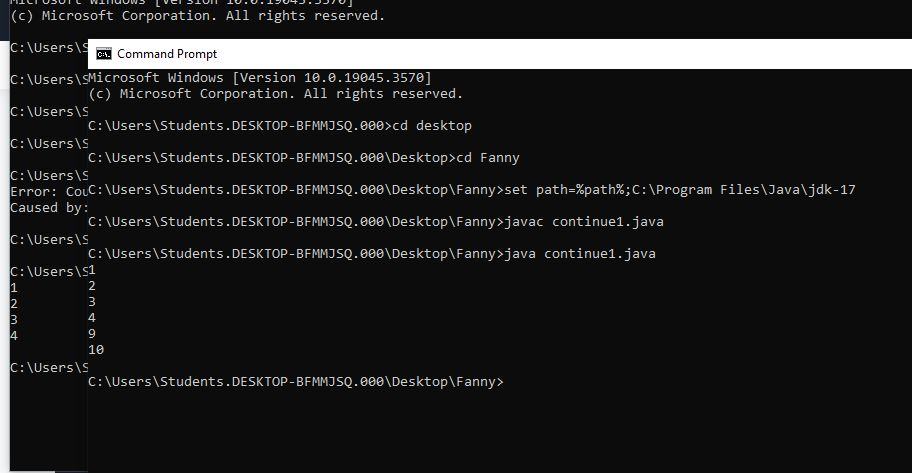 Microsoft Windows [Version 10.0.19045.5370]
(c) Microsoft Corporation. All rights reserved.
C:\Users\S
C:\Users\S
C:\Users\S
C:\Users\S
C:\Users\S
Error: Cou
Caused by:
C:\Users\S
C:\Users\S
1
2
3
4
C:\Users\S
Command Prompt
Microsoft Windows [Version 10.0.19045.3570]
(c) Microsoft Corporation. All rights reserved.
C:\Users\Students.DESKTOP-BFMMJSQ.000>cd desktop
C:\Users\Students.DESKTOP-BFMMJSQ.000\Desktop>cd Fanny
C:\Users\Students.DESKTOP-BFMMJSQ.000\Desktop\Fanny>set path=%path%;C:\Program Files\Java\jdk-17
C:\Users\Students.DESKTOP-BFMMJSQ.000\Desktop\Fanny>javac continue1.java
C:\Users\Students.DESKTOP-BFMMJSQ.000\Desktop\Fanny>java continue1.java
1
2
3
4
9
10
C:\Users\Students.DESKTOP-BFMMJSQ.000\Desktop\Fanny>